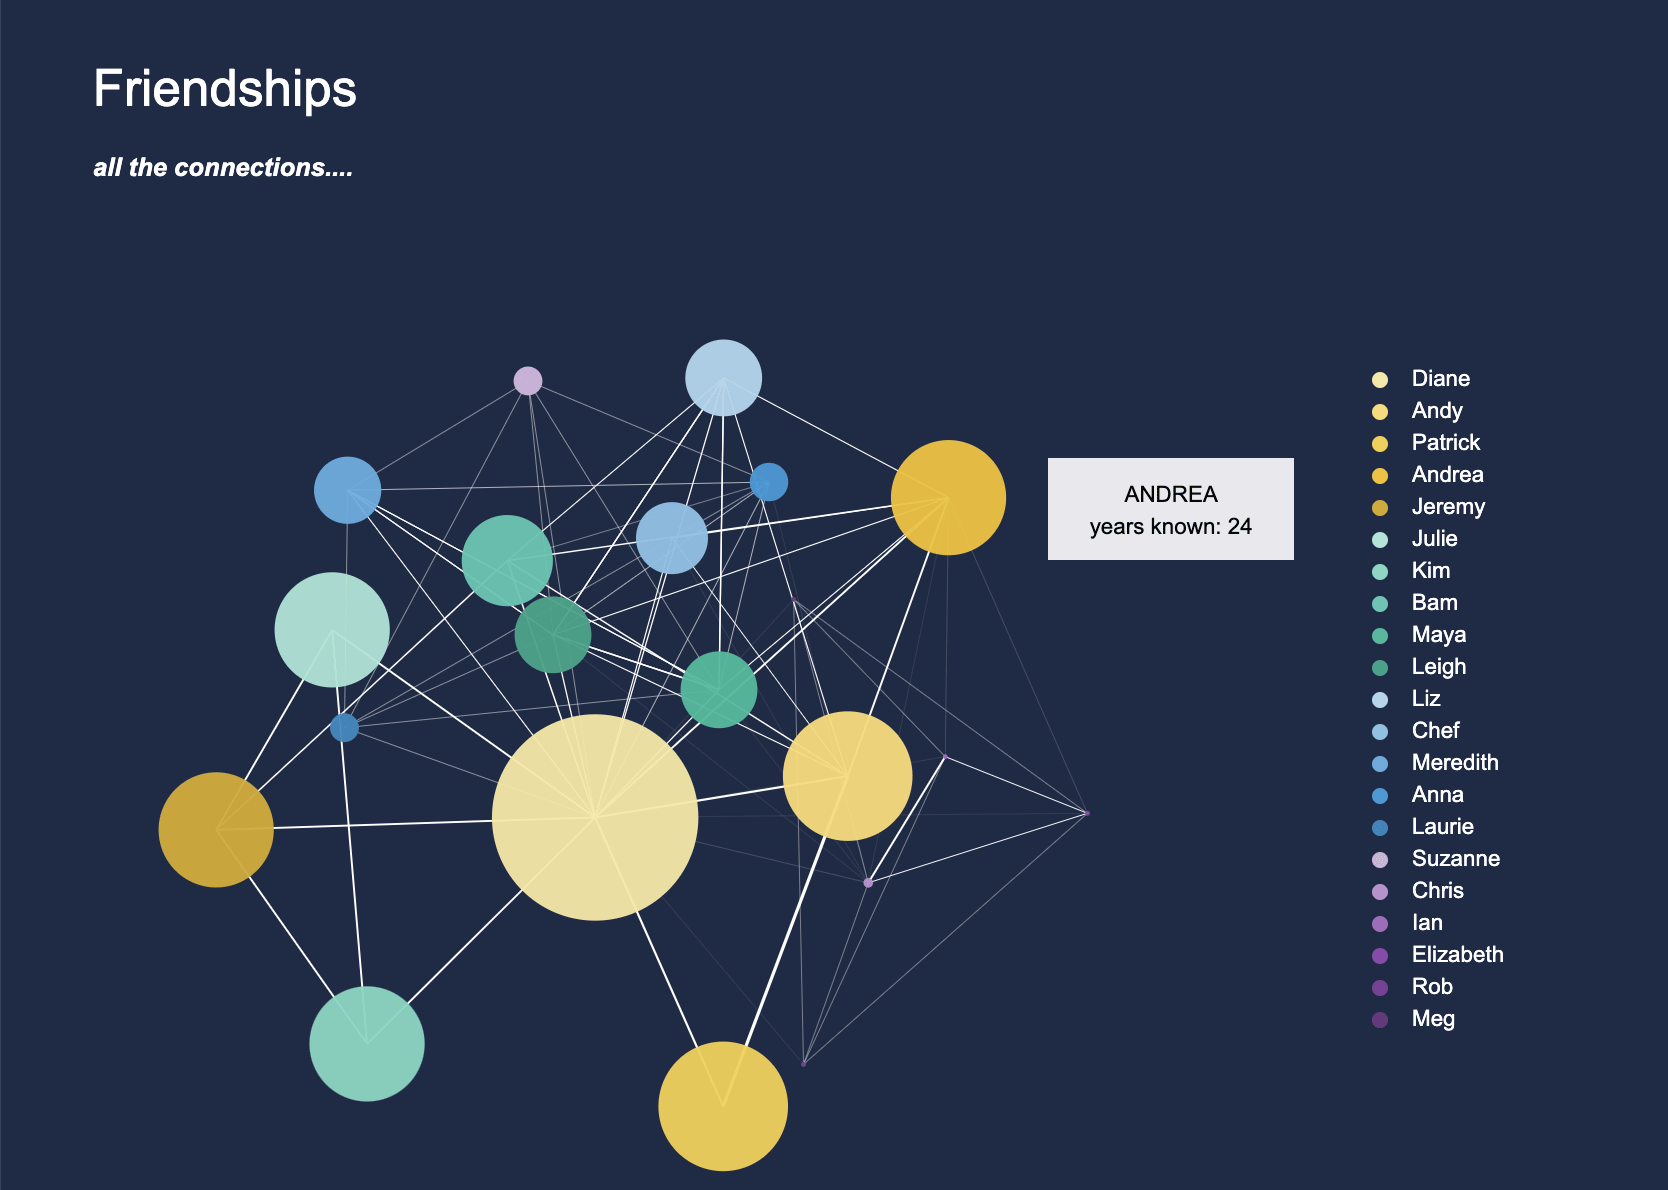 Friendships
all the connections....
ANDREA
years known: 24
Diane
Andy
Patrick
Andrea
Jeremy
Julie
Kim
Bam
Maya
Leigh
Liz
Chef
Meredith
Anna
Laurie
Suzanne
Chris
Ian
Elizabeth
Rob
Meg